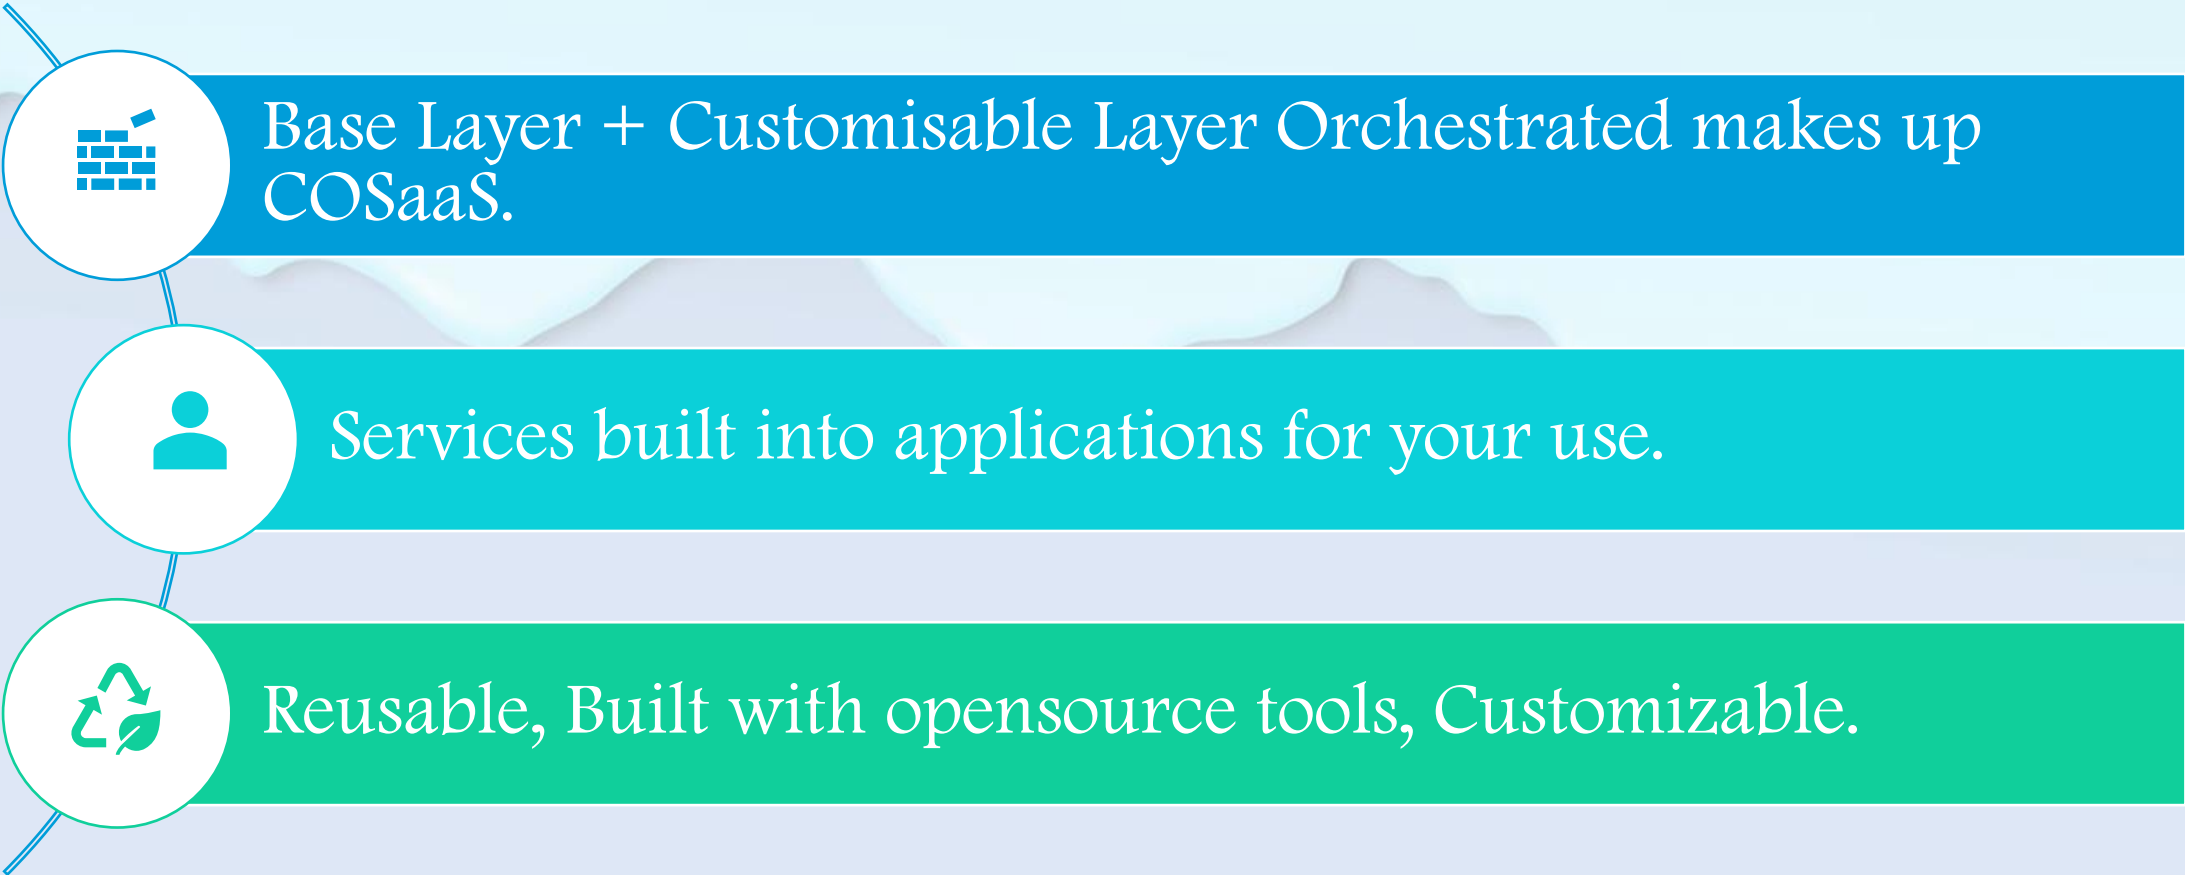 Base Layer + Customisable Layer Orchestrated makes up
COSaaS.
Services built into applications for your use.
Reusable, Built with opensource tools, Customizable.